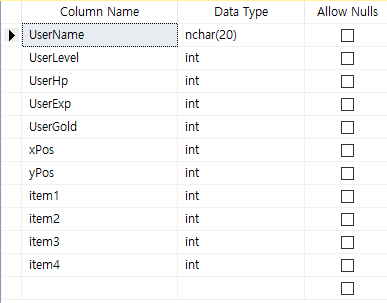 Column Name Data Type Allow Nulls
UserName nchar(20)
UserLevel int
UserHp int
UserExp int
UserGold int
xPos int
yPos int
item1 int
item2 int
item3 int
item4 int